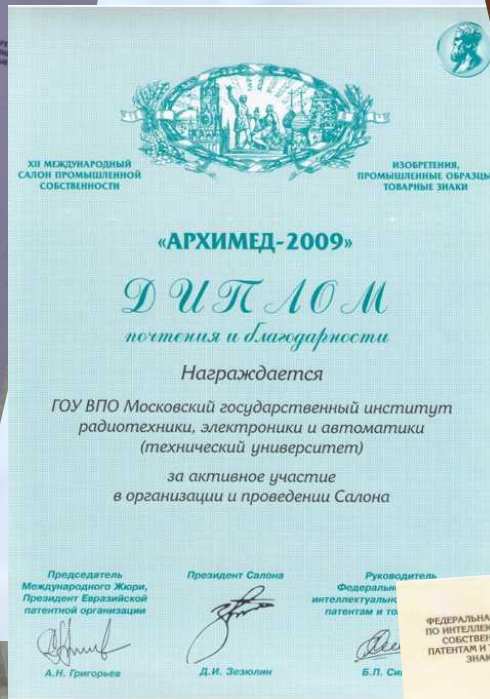 XII МЕЖДУНАРОДНЫЙ
САЛОН ПРОМЫШЛЕННОЙ
СОБСТВЕННОСТИ
ИЗОБРЕТЕНИЯ,
ПРОМЫШЛЕННЫЕ ОБРАЗЦЫ
ТОВАРНЫЕ ЗНАКИ
«АРХИМЕД-2009»
ДИПЛОМ
почтения и благодарности
Награждается
ГОУ ВПО Московский государственный институт
радиотехники, электроники и автоматики
(технический университет)
за активное участие
в организации и проведении Салона
Председатель
Международного Жюри,
Президент Евразийской
патентной организации
А.Н. Григорьев
Президент Салона
Д.И. Зезюлин
Руководитель
интеллектуальн
патентам и
Б.П.
ФЕДЕРАЛЬНА
ПО ИНТЕЛЛЕК
СОБСТВЕН
ПАТЕНТАМ И
ЗНАК